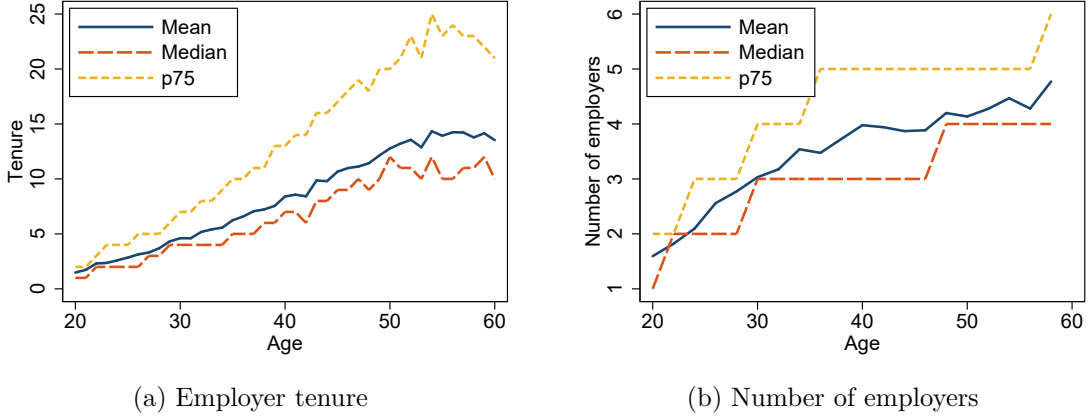 Mean
Median
p75
Tenure
0 5 10 15 20 25
20 30 40 50 60
Age
(a) Employer tenure
Mean
Median
p75
Number of employers
1 2 3 4 5 6
20 30 40 50 60
Age
(b) Number of employers